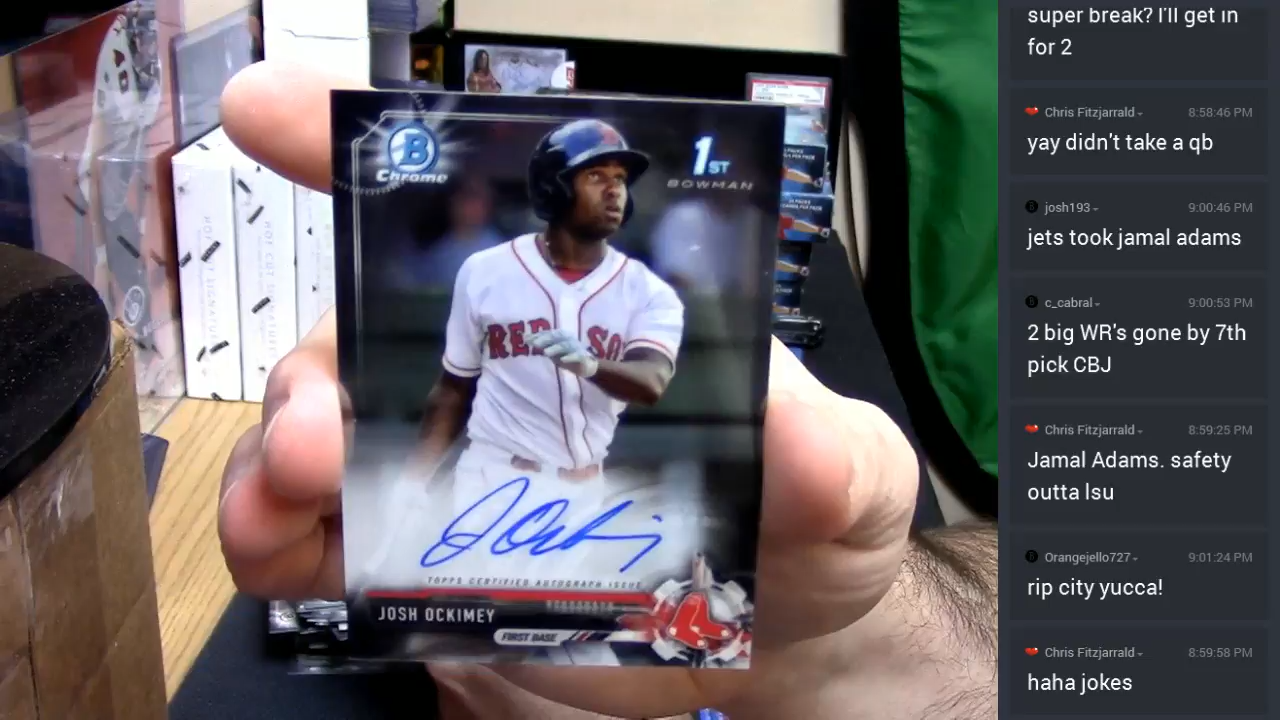 B
Chrome
1ST
BOWMAN
RED SO
J Ockimey
TOPPS CERTIFIED AUTOGRAPH ISSUE
JOSH OCKIMEY
FIRST BASE
super break? I'll get in
for 2
Chris Fitzjarrald
8:58:46 PM
yay didn't take a qb
josh193
9:00:46 PM
jets took jamal adams
c_cabral
9:00:53 PM
2 big WR's gone by 7th
pick CBJ
Chris Fitzjarrald
8:59:25 PM
Jamal Adams. safety
outta lsu
Orangejello727
9:01:24 PM
rip city yucca!
Chris Fitzjarrald
8:59:58 PM
haha jokes